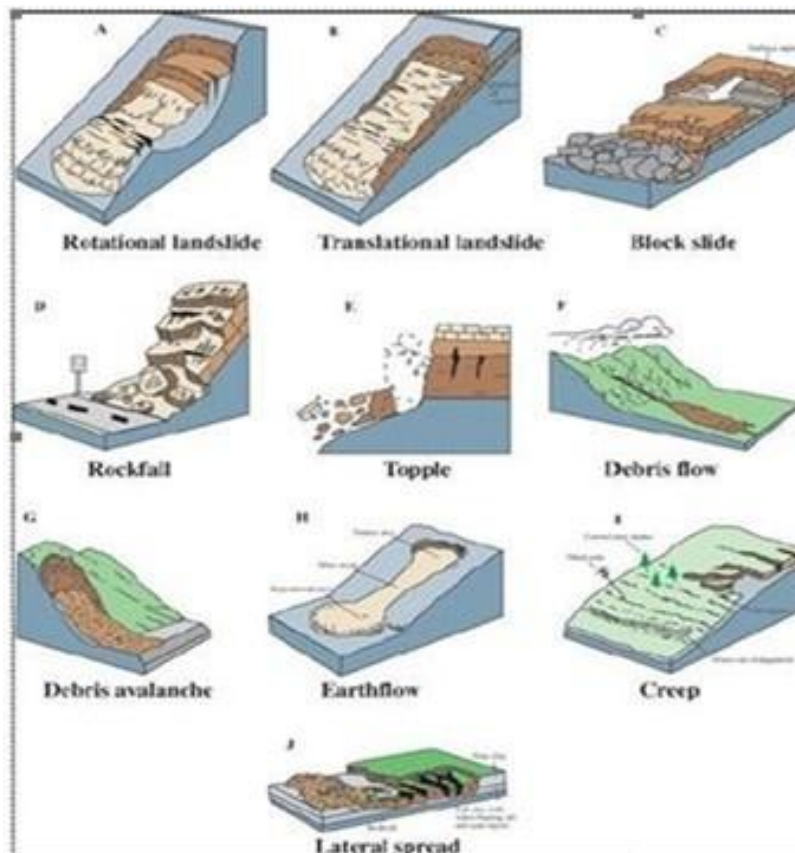 A
B
C
Rotational landslide
Translational landslide
Block slide
D
E
F
Rockfall
Topple
Debris flow
G
H
I
Debris avalanche
Earthflow
Creep
J
Lateral spread